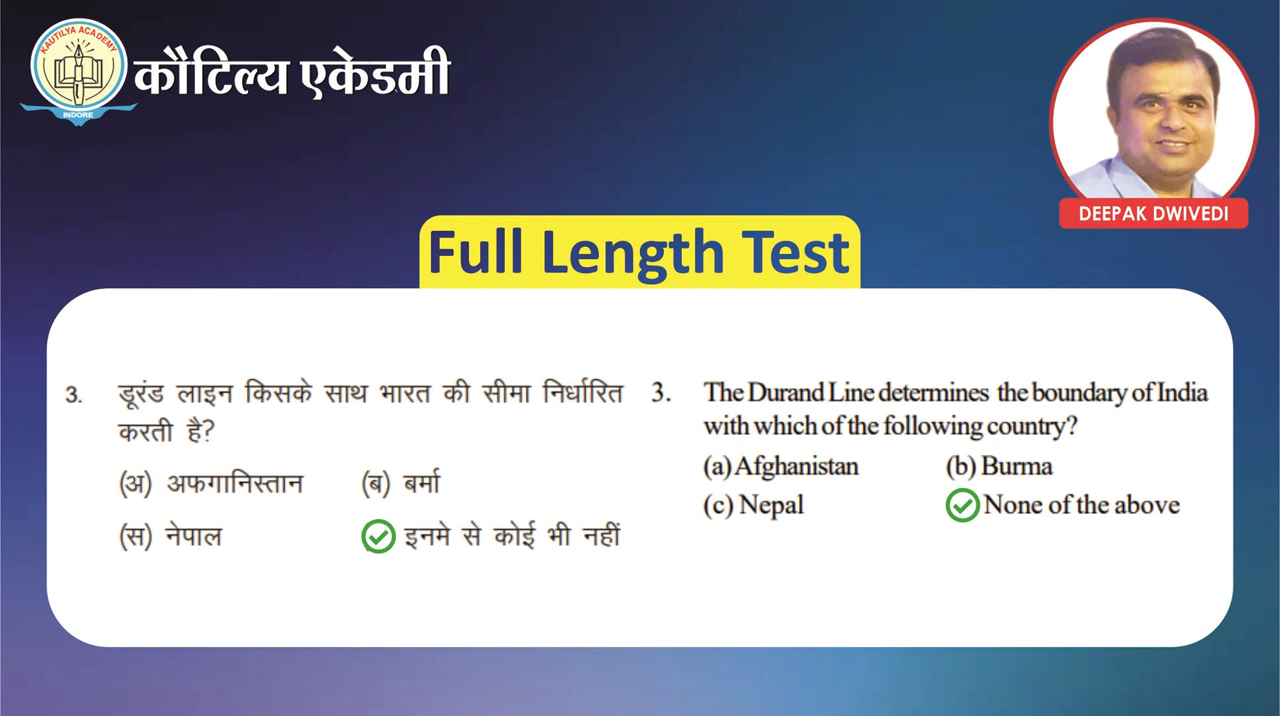 KAUTILYA ACADEMY
INDORE
कौटिल्य एकेडमी
DEEPAK DWIVEDI
Full Length Test
3. डूरंड लाइन किसके साथ भारत की सीमा निर्धारित
करती है?
(अ) अफगानिस्तान (ब) बर्मा
(स) नेपाल इनमे से कोई भी नहीं
3. The Durand Line determines the boundary of India
with which of the following country?
(a) Afghanistan (b) Burma
(c) Nepal None of the above